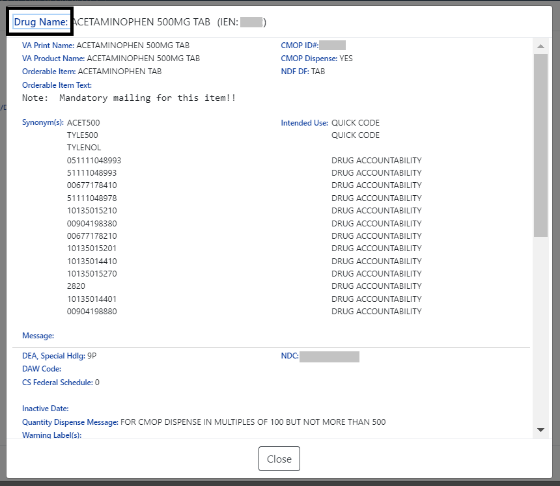 Drug Name: ACETAMINOPHEN 500MG TAB (IEN: )
VA Print Name: ACETAMINOPHEN 500MG TAB CMOP ID#:
VA Product Name: ACETAMINOPHEN 500MG TAB CMOP Dispense: YES
Orderable Item: ACETAMINOPHEN TAB NDF DF: TAB
Orderable Item Text:
Note: Mandatory mailing for this item!!
Synonym(s): ACET500 Intended Use: QUICK CODE
TYLE500 QUICK CODE
TYLENOL
051111048993 DRUG ACCOUNTABILITY
51111048993 DRUG ACCOUNTABILITY
00677178410 DRUG ACCOUNTABILITY
51111048978 DRUG ACCOUNTABILITY
10135015210 DRUG ACCOUNTABILITY
00904198380 DRUG ACCOUNTABILITY
00677178210 DRUG ACCOUNTABILITY
10135015201 DRUG ACCOUNTABILITY
10135014410 DRUG ACCOUNTABILITY
10135015270 DRUG ACCOUNTABILITY
2820 DRUG ACCOUNTABILITY
10135014401 DRUG ACCOUNTABILITY
00904198880 DRUG ACCOUNTABILITY
Message:
DEA, Special Hdlg: 9P NDC:
DAW Code:
CS Federal Schedule: 0
Inactive Date:
Quantity Dispense Message: FOR CMOP DISPENSE IN MULTIPLES OF 100 BUT NOT MORE THAN 500
Warning Label(s):
Close